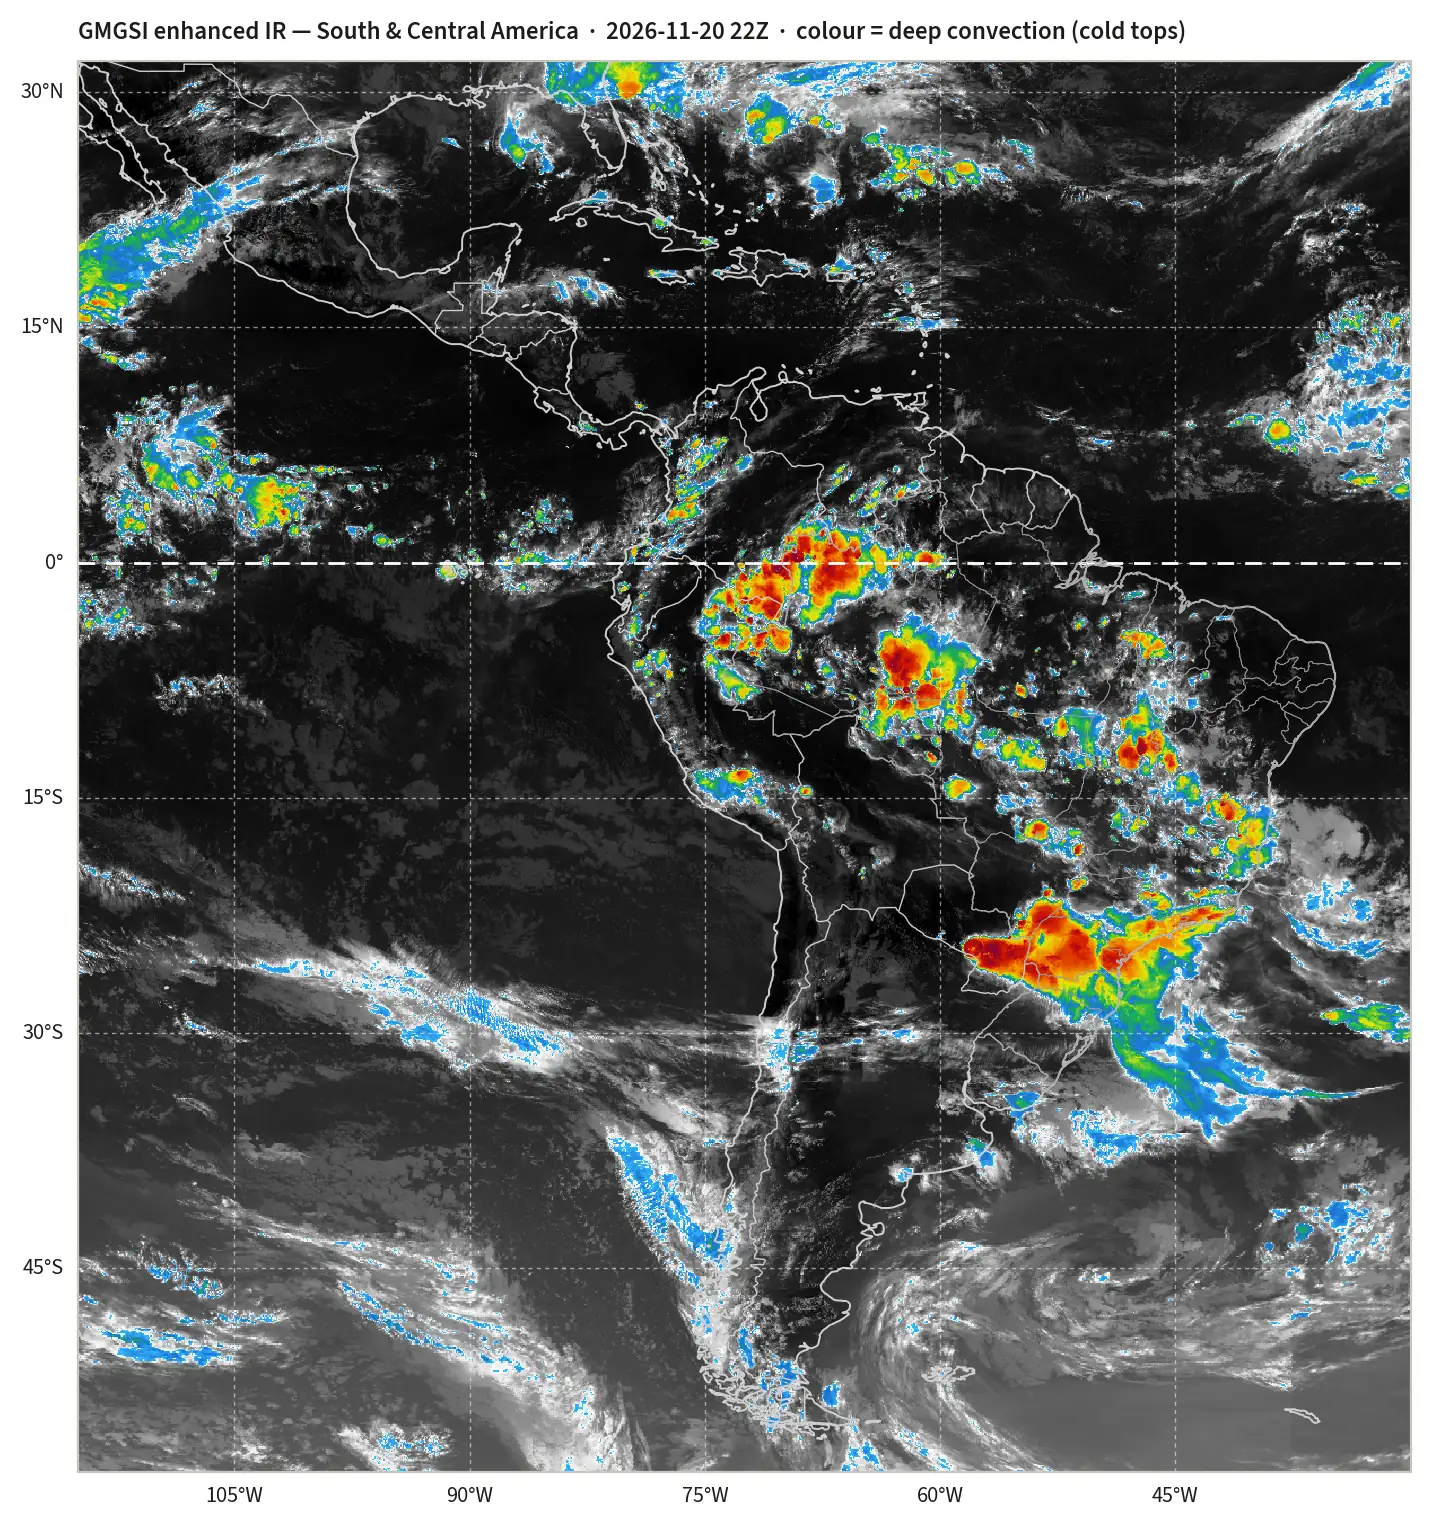 GMGSI enhanced IR — South & Central America · 2026-11-20 22Z · colour = deep convection (cold tops)
30°N
15°N
0°
15°S
30°S
45°S
105°W
90°W
75°W
60°W
45°W